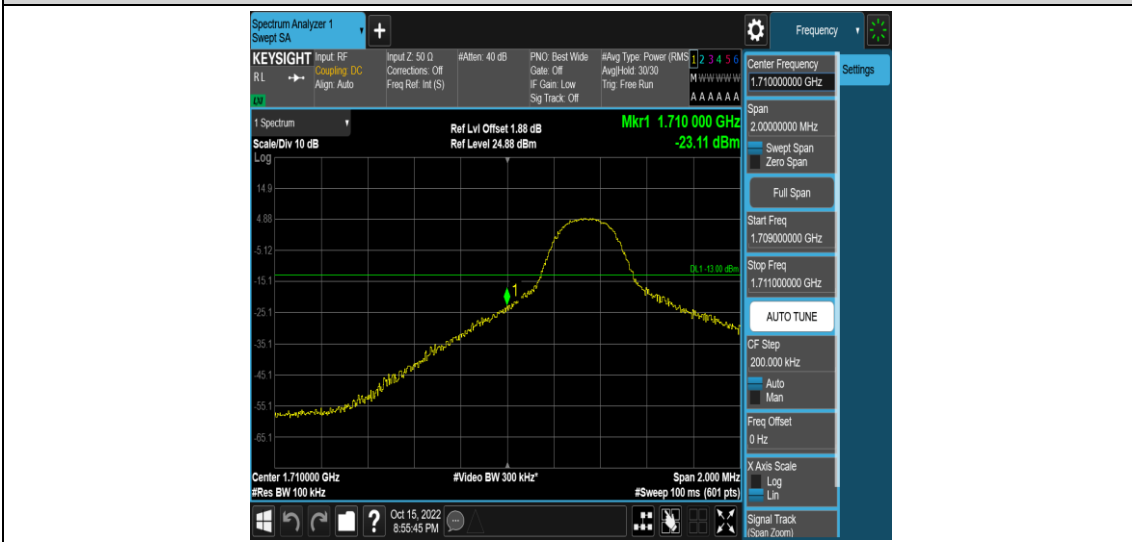 Spectrum Analyzer 1
Swept SA
+
Frequency
KEYSIGHT
RL
LXI
Input: RF
Coupling: DC
Align: Auto
Input Z: 50 Ω
Corrections: Off
Freq Ref: Int (S)
#Atten: 40 dB
PNO: Best Wide
Gate: Off
IF Gain: Low
Sig Track: Off
#Avg Type: Power (RMS
Avg|Hold: 30/30
Trig: Free Run
1 2 3 4 5 6
M W W W W W
A A A A A A
1 Spectrum
Scale/Div 10 dB
Ref Lvl Offset 1.88 dB
Ref Level 24.88 dBm
Mkr1 1.710 000 GHz
-23.11 dBm
Log
14.9
4.88
-5.12
-15.1
-25.1
-35.1
-45.1
-55.1
-65.1
DL1 -13.00 dBm
1
Center 1.710000 GHz
#Res BW 100 kHz
#Video BW 300 kHz*
Span 2.000 MHz
#Sweep 100 ms (601 pts)
?
Oct 15, 2022
8:55:45 PM
Center Frequency
1.710000000 GHz
Settings
Span
2.00000000 MHz
Swept Span
Zero Span
Full Span
Start Freq
1.709000000 GHz
Stop Freq
1.711000000 GHz
AUTO TUNE
CF Step
200.000 kHz
Auto
Man
Freq Offset
0 Hz
X Axis Scale
Log
Lin
Signal Track
(Span Zoom)